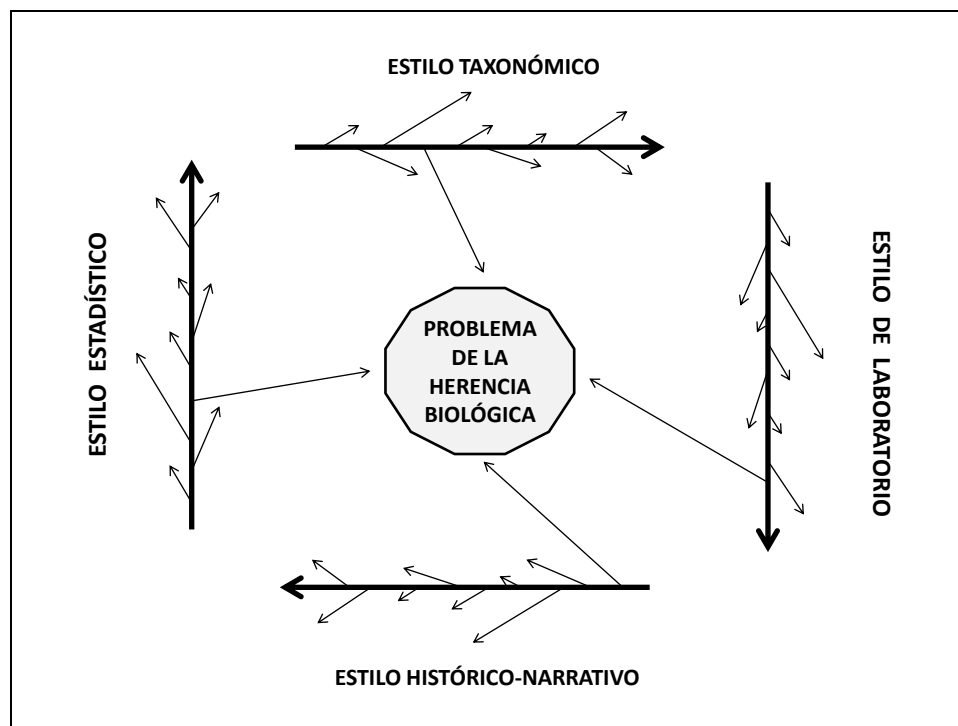 ESTILO TAXONÓMICO
ESTILO ESTADÍSTICO
PROBLEMA
DE LA
HERENCIA
BIOLÓGICA
ESTILO DE LABORATORIO
ESTILO HISTÓRICO-NARRATIVO